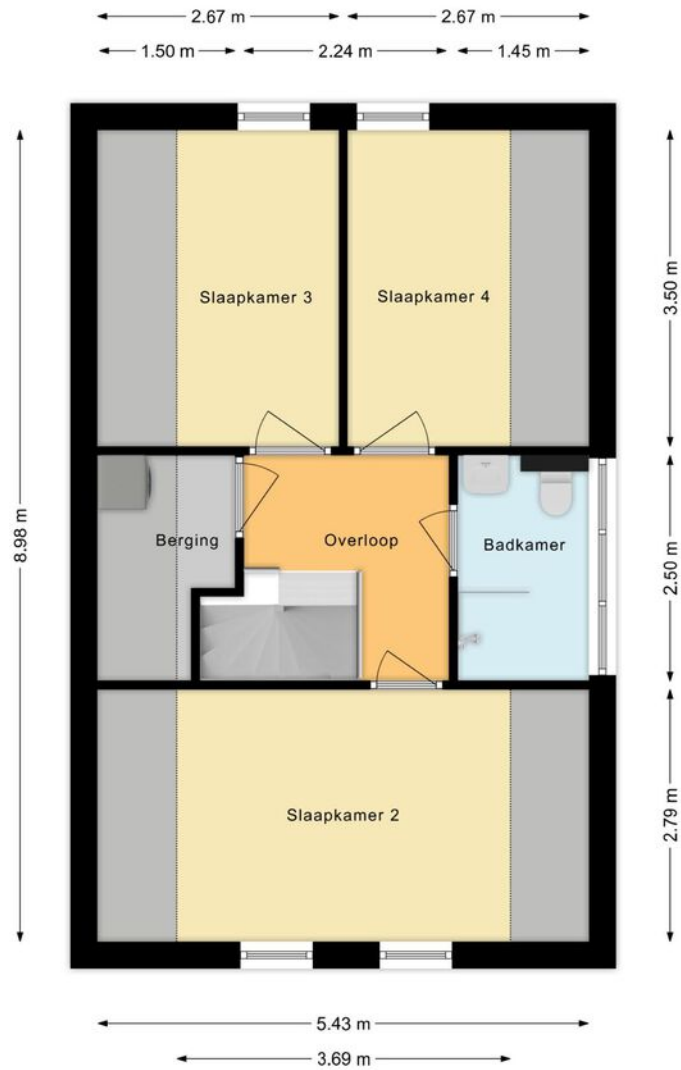 2.67 m
2.67 m
1.50 m
2.24 m
1.45 m
Slaapkamer 3
Slaapkamer 4
3.50 m
8.98 m
Berging
Overloop
Badkamer
2.50 m
Slaapkamer 2
2.79 m
5.43 m
3.69 m